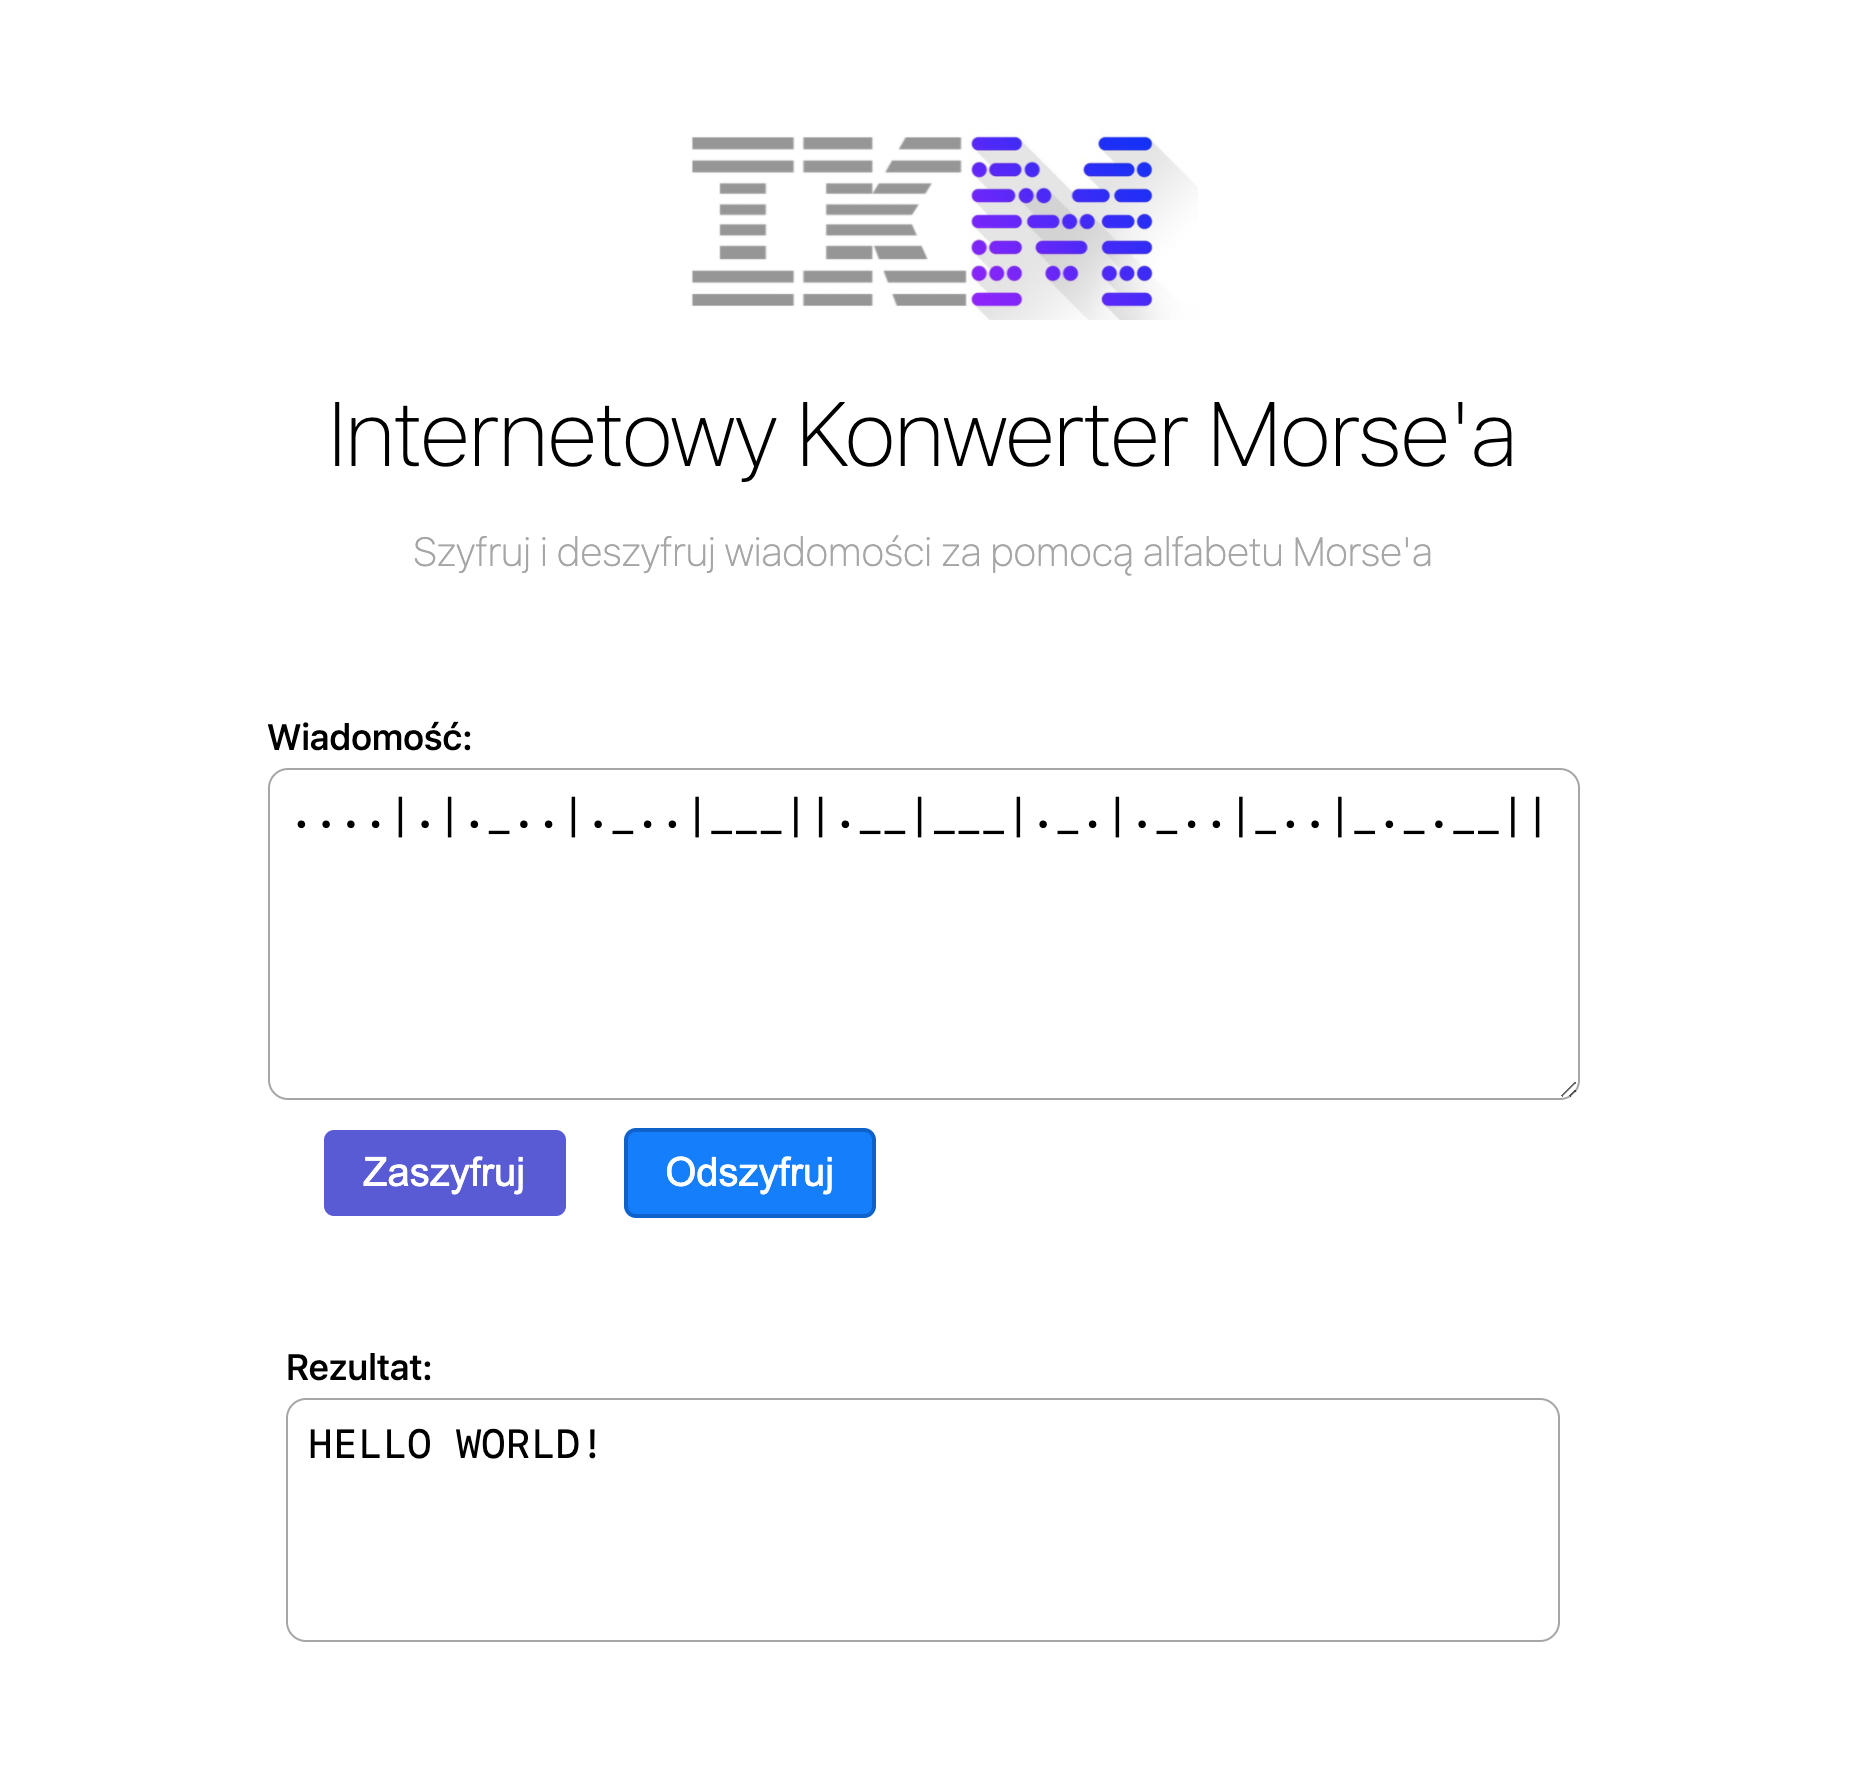 IKM
Internetowy Konwerter Morse'a
Szyfruj i deszyfruj wiadomości za pomocą alfabetu Morse'a
Wiadomość:
....|.|._..|._..|___||.__|___|._.|._..|_..|_._.__||
Zaszyfruj Odszyfruj
Rezultat:
HELLO WORLD!